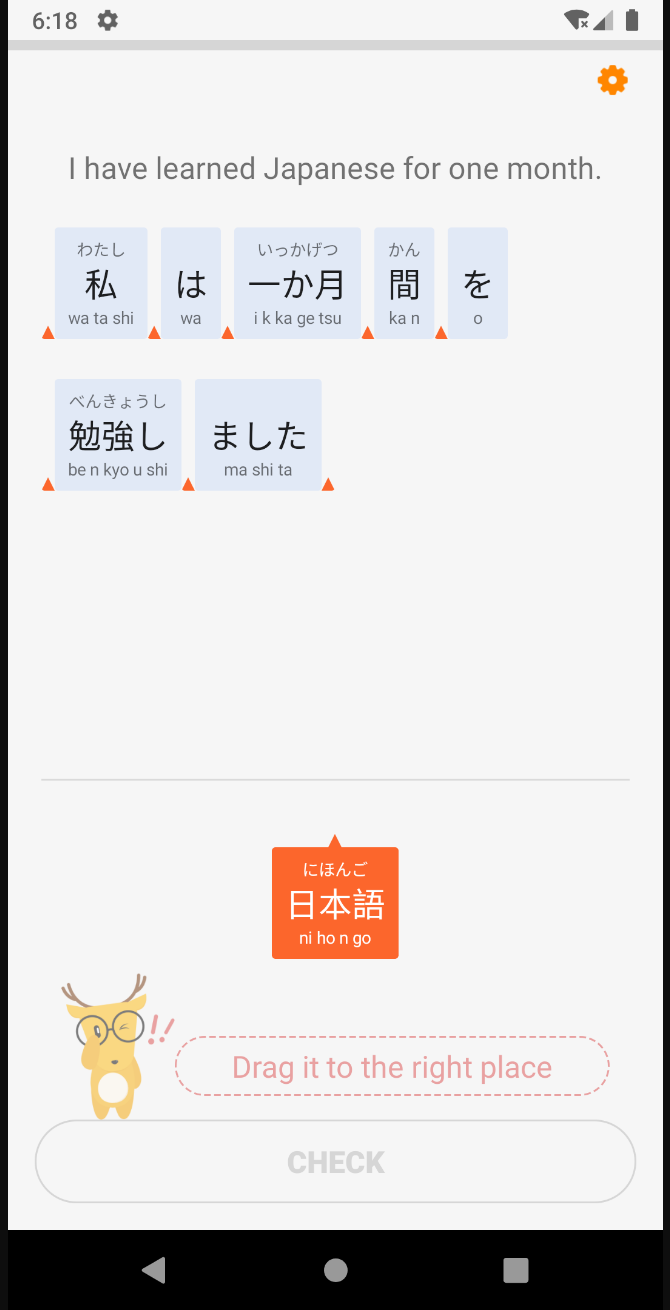 6:18
I have learned Japanese for one month.
わたし いっかげつ かん
私 は 一か月 間 を
wa ta shi wa i k ka ge tsu ka n o
べんきょうし
勉強し ました
be n kyo u shi ma shi ta
にほんご
日本語
ni ho n go
!!
Drag it to the right place
CHECK